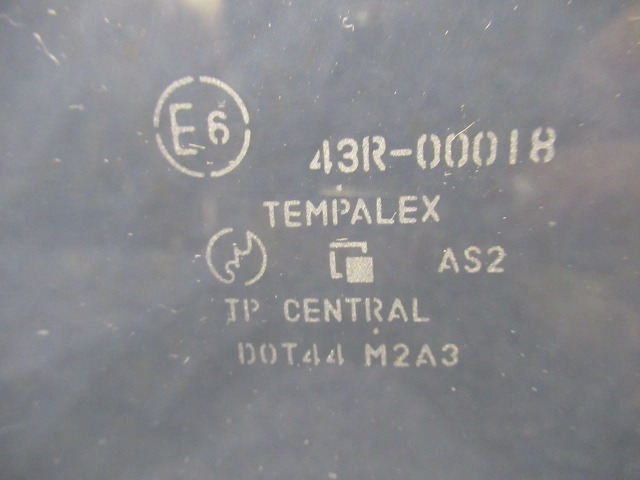 E6
43R-00018
TEMPALEX
AS2
TP CENTRAL
DOT44 M2A3